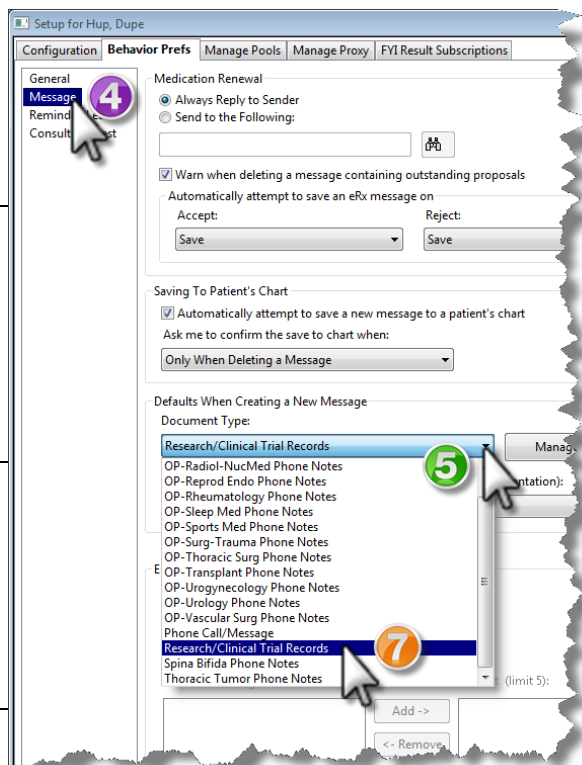 Setup for Hup, Dupe
Configuration Behavior Prefs Manage Pools Manage Proxy FYI Result Subscriptions
General
Message
4
Medication Renewal
Always Reply to Sender
Send to the Following:
Warn when deleting a message containing outstanding proposals
Automatically attempt to save an eRx message on
Accept: Reject:
Save Save
Saving To Patient's Chart
Automatically attempt to save a new message to a patient's chart
Ask me to confirm the save to chart when:
Only When Deleting a Message
Defaults When Creating a New Message
Document Type:
Research/Clinical Trial Records
5
OP-Radiol-NucMed Phone Notes
OP-Reprod Endo Phone Notes
OP-Rheumatology Phone Notes
OP-Sleep Med Phone Notes
OP-Sports Med Phone Notes
OP-Surg-Trauma Phone Notes
OP-Thoracic Surg Phone Notes
OP-Transplant Phone Notes
OP-Urogynecology Phone Notes
OP-Urology Phone Notes
OP-Vascular Surg Phone Notes
Phone Call/Message
Research/Clinical Trial Records
7
Spina Bifida Phone Notes
Thoracic Tumor Phone Notes
(limit 5):
Add ->
<- Remove